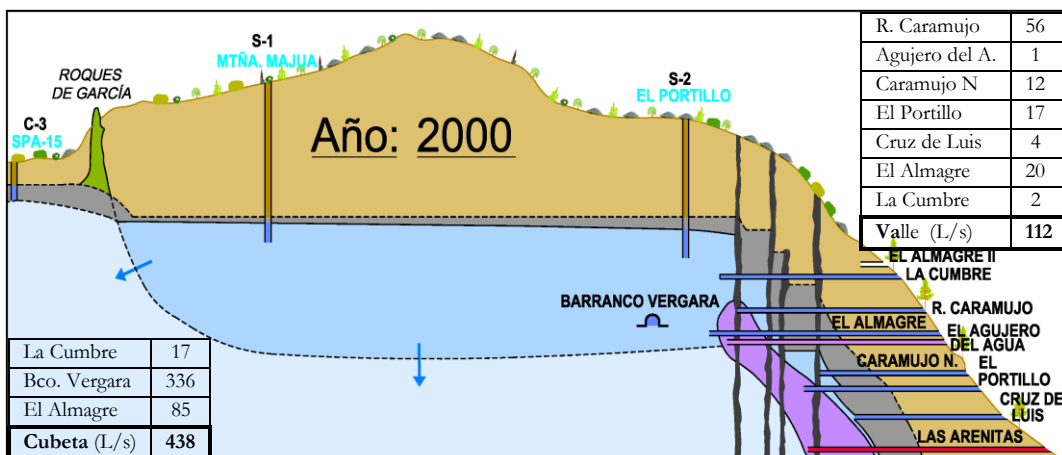 S-1
MTÑA. MAJUA
ROQUES
DE GARCÍA
C-3
SPA-15
Año: 2000
S-2
EL PORTILLO
R. Caramujo 56
Agujero del A. 1
Caramujo N 12
El Portillo 17
Cruz de Luis 4
El Almagre 20
La Cumbre 2
Valle (L/s) 112
EL ALMAGRE II
LA CUMBRE
BARRANCO VERGARA
R. CARAMUJO
EL ALMAGRE
EL AGUJERO
DEL AGUA
CARAMUJO N.
EL
PORTILLO
CRUZ DE
LUIS
LAS ARENITAS
La Cumbre 17
Bco. Vergara 336
El Almagre 85
Cubeta (L/s) 438